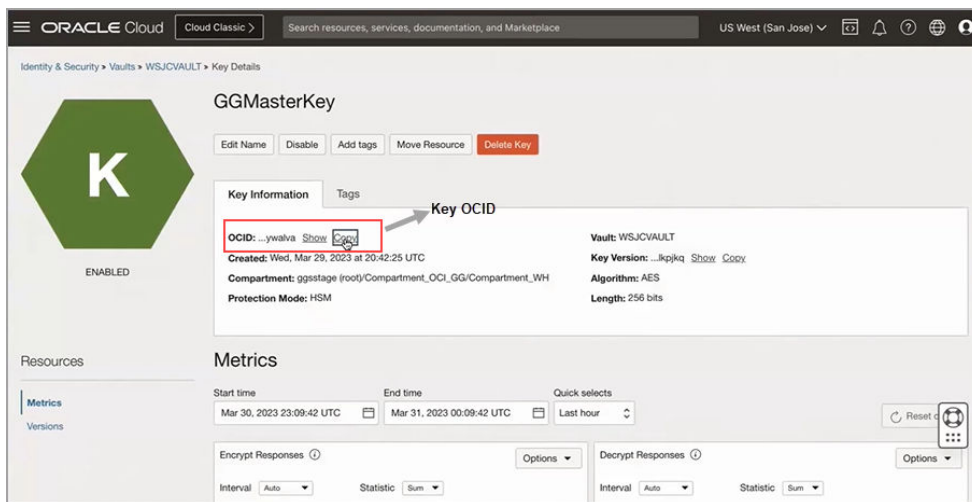 ORACLE Cloud
Cloud Classic >
Search resources, services, documentation, and Marketplace
US West (San Jose)
Identity & Security » Vaults » WSJCVAULT » Key Details
K
ENABLED
GGMasterKey
Edit Name Disable Add tags Move Resource Delete Key
Key Information Tags
Key OCID
OCID: ...ywalva Show Copy
Created: Wed, Mar 29, 2023 at 20:42:25 UTC
Compartment: ggsstage (root)/Compartment_OCI_GG/Compartment_WH
Protection Mode: HSM
Vault: WSJCVAULT
Key Version: ...lkpjkq Show Copy
Algorithm: AES
Length: 256 bits
Resources
Metrics
Versions
Metrics
Start time End time Quick selects
Mar 30, 2023 23:09:42 UTC Mar 31, 2023 00:09:42 UTC Last hour
Reset
Encrypt Responses Options
Interval Auto Statistic Sum
Decrypt Responses Options
Interval Auto Statistic Sum